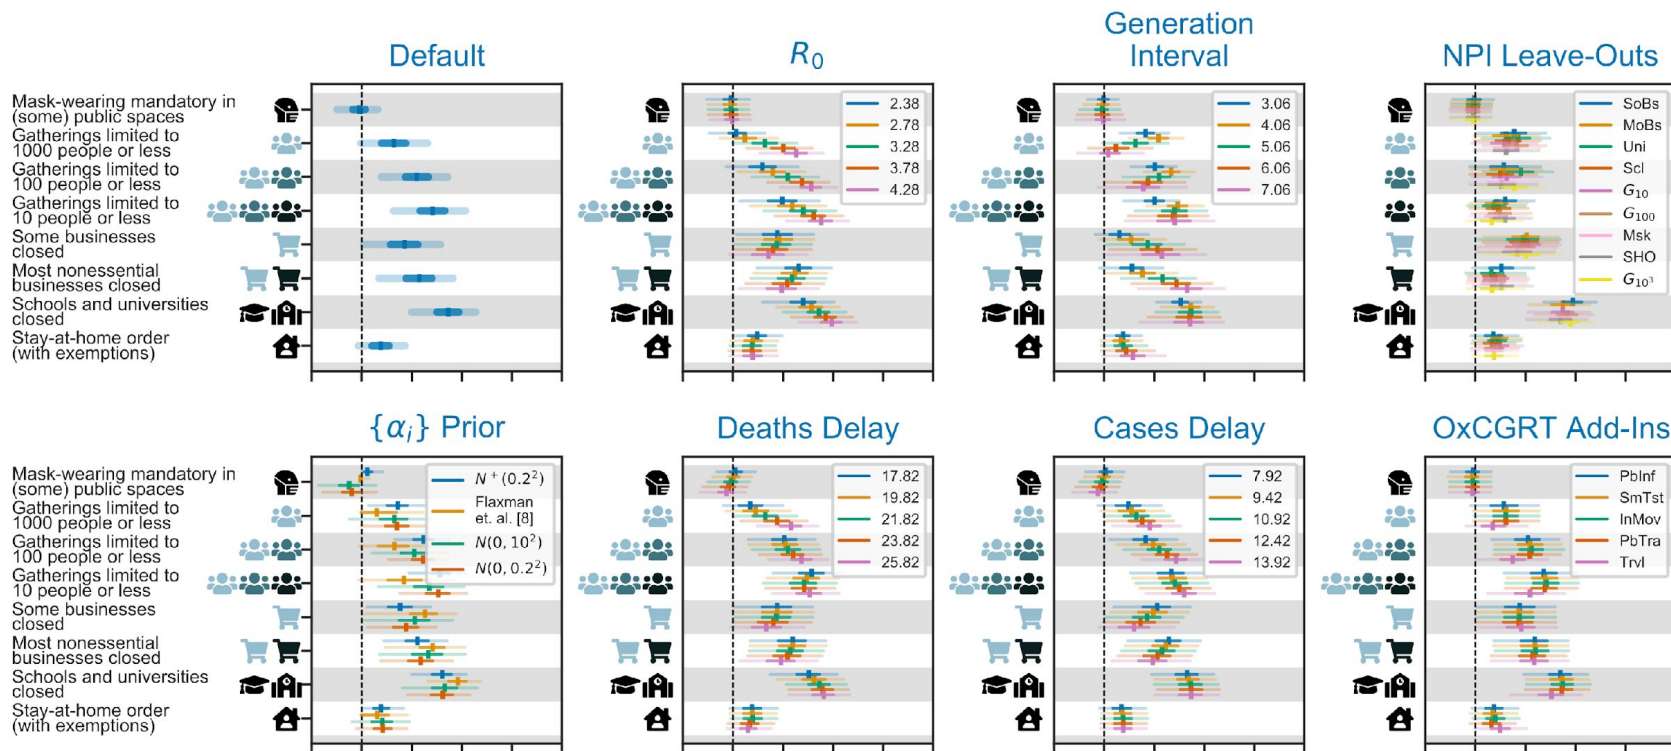 Default
R₀
Generation
Interval
NPI Leave-Outs
Mask-wearing mandatory in
(some) public spaces
Gatherings limited to
1000 people or less
Gatherings limited to
100 people or less
Gatherings limited to
10 people or less
Some businesses
closed
Most nonessential
businesses closed
Schools and universities
closed
Stay-at-home order
(with exemptions)
2.38
2.78
3.28
3.78
4.28
3.06
4.06
5.06
6.06
7.06
SoBs
MoBs
Uni
Scl
G₁₀
G₁₀₀
Msk
SHO
G₁₀³
{αᵢ} Prior
Deaths Delay
Cases Delay
OxCGRT Add-Ins
Mask-wearing mandatory in
(some) public spaces
Gatherings limited to
1000 people or less
Gatherings limited to
100 people or less
Gatherings limited to
10 people or less
Some businesses
closed
Most nonessential
businesses closed
Schools and universities
closed
Stay-at-home order
(with exemptions)
N⁺(0.2²)
Flaxman
et. al. [8]
N(0, 10²)
N(0, 0.2²)
17.82
19.82
21.82
23.82
25.82
7.92
9.42
10.92
12.42
13.92
PbInf
SmTst
InMov
PbTra
Trvl